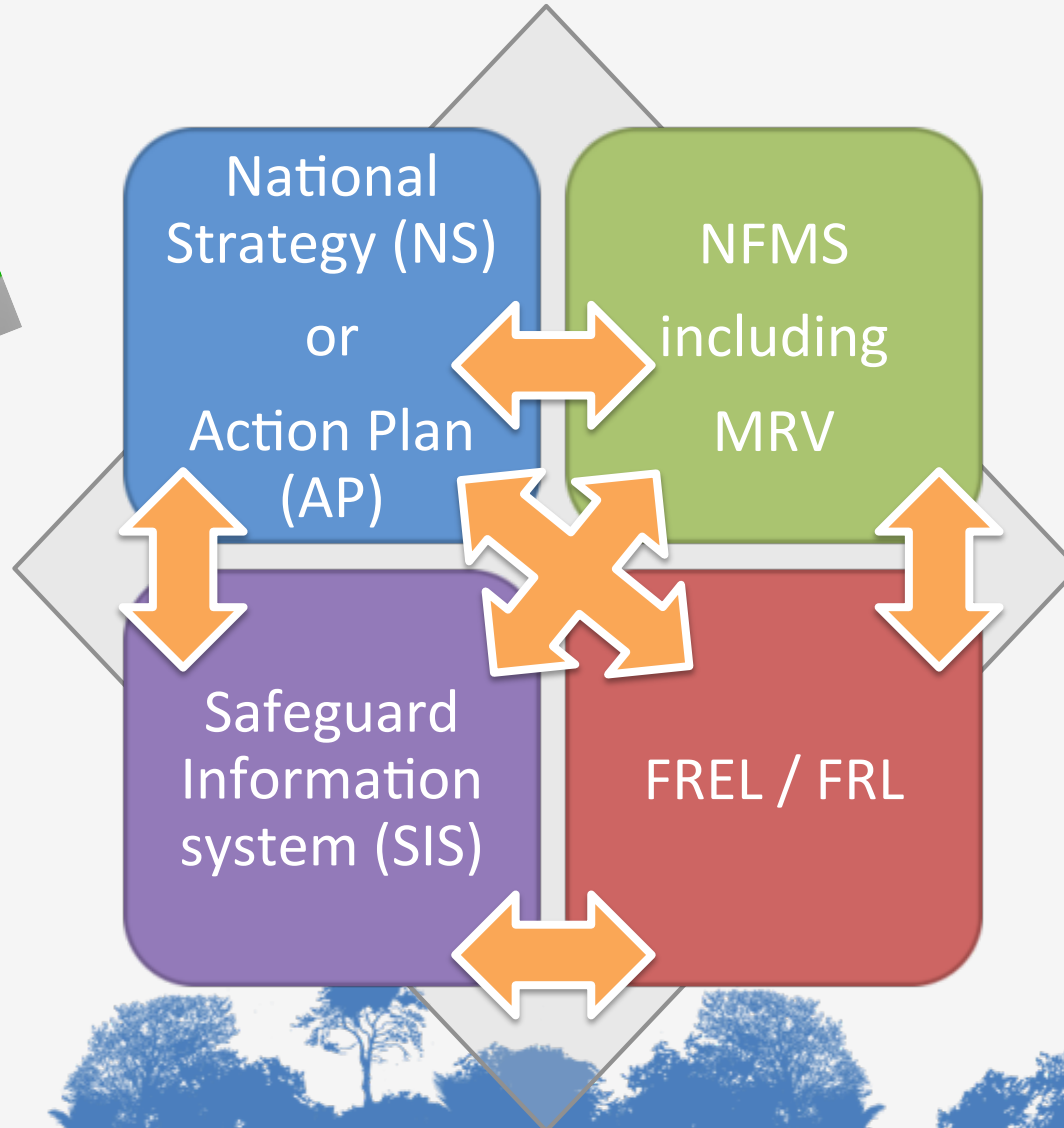 National
Strategy (NS)
or
Action Plan
(AP)
NFMS
including
MRV
Safeguard
Information
system (SIS)
FREL / FRL